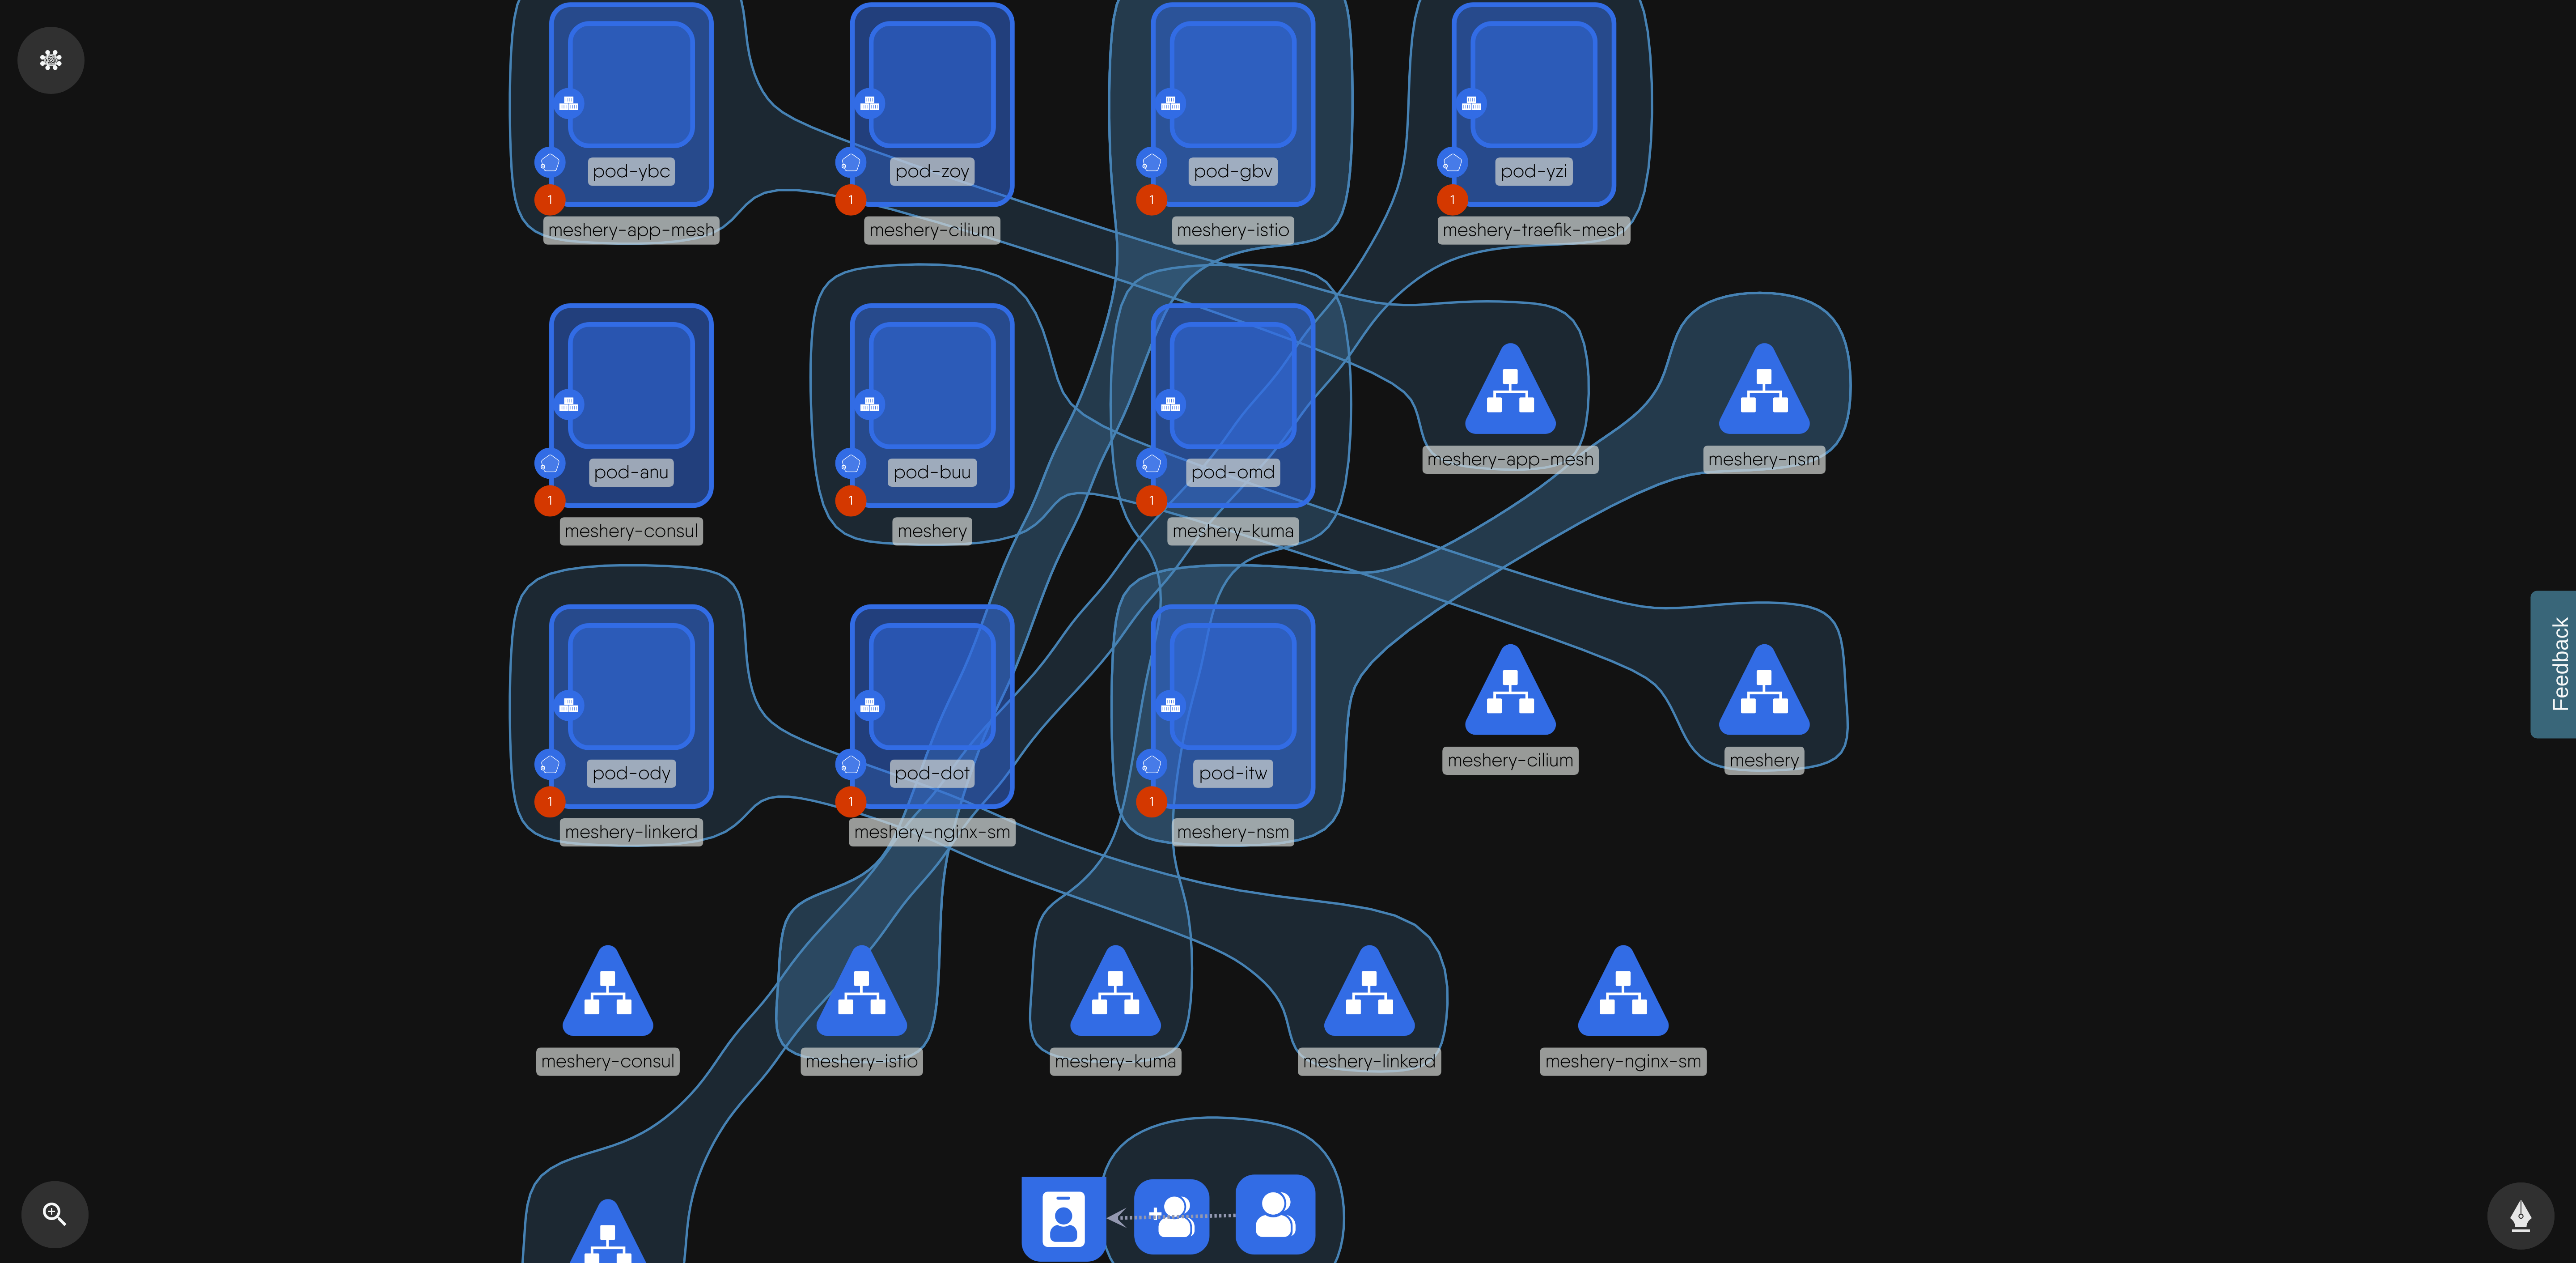 pod-ybc
pod-zoy
pod-gbv
pod-yzi
1
1
1
1
meshery-app-mesh
meshery-cilium
meshery-istio
meshery-traefik-mesh
pod-anu
pod-buu
pod-omd
meshery-app-mesh
meshery-nsm
1
1
1
meshery-consul
meshery
meshery-kuma
Feedback
pod-ody
pod-dot
pod-itw
meshery-cilium
meshery
1
1
1
meshery-linkerd
meshery-nginx-sm
meshery-nsm
meshery-consul
meshery-istio
meshery-kuma
meshery-linkerd
meshery-nginx-sm